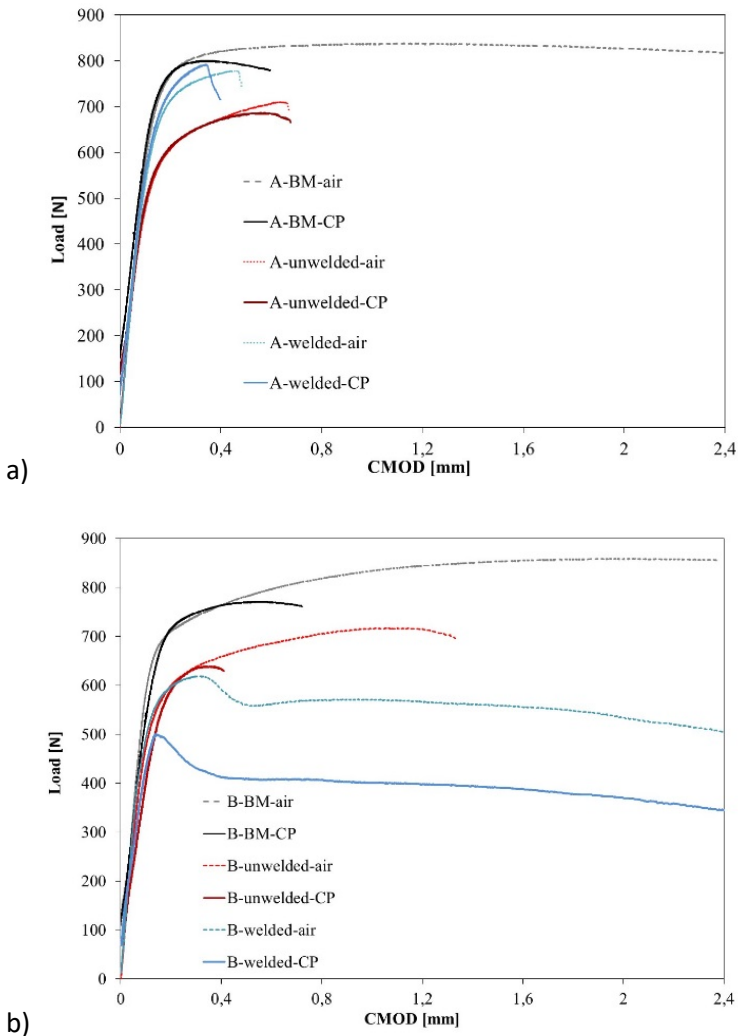 900
800
700
600
500
400
300
200
100
0
Load [N]
A-BM-air
A-BM-CP
A-unwelded-air
A-unwelded-CP
A-welded-air
A-welded-CP
0 0,4 0,8 1,2 1,6 2 2,4
CMOD [mm]
a)
900
800
700
600
500
400
300
200
100
0
Load [N]
B-BM-air
B-BM-CP
B-unwelded-air
B-unwelded-CP
B-welded-air
B-welded-CP
0 0,4 0,8 1,2 1,6 2 2,4
CMOD [mm]
b)